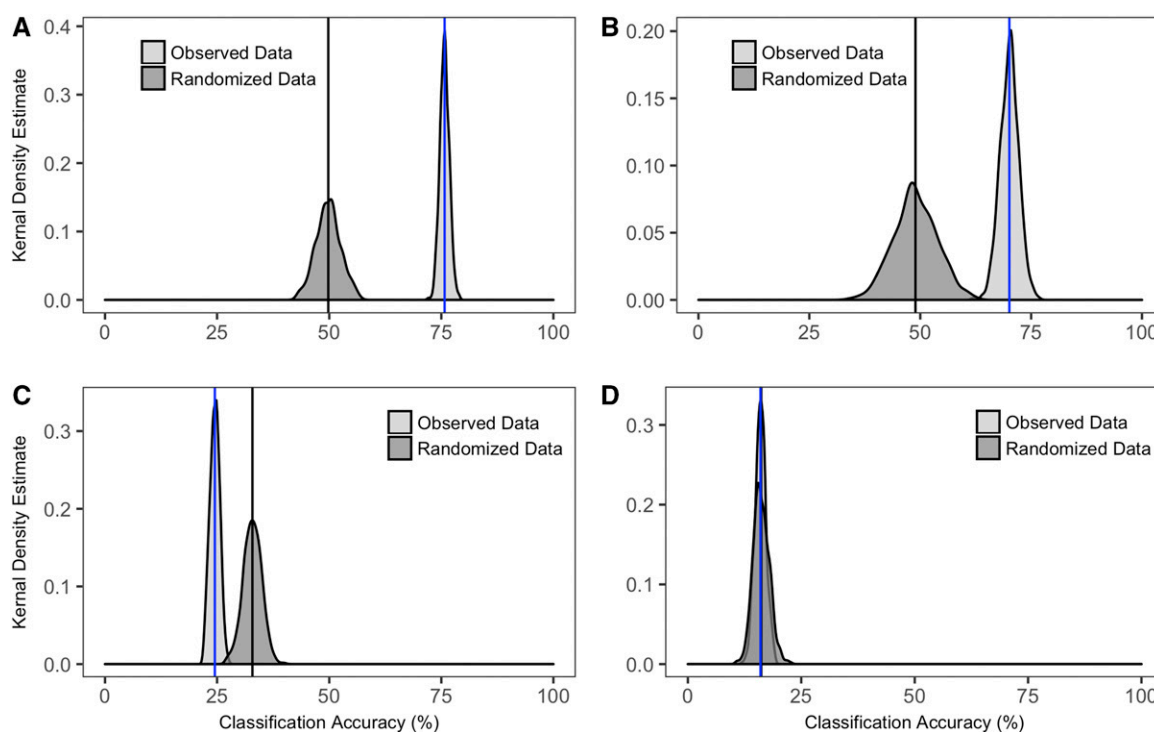 A
Observed Data
Randomized Data
Kernal Density Estimate
0.4
0.3
0.2
0.1
0.0
0
25
50
75
100
B
Observed Data
Randomized Data
0.20
0.15
0.10
0.05
0.00
0
25
50
75
100
C
Observed Data
Randomized Data
Kernal Density Estimate
0.3
0.2
0.1
0.0
0
25
50
75
100
Classification Accuracy (%)
D
Observed Data
Randomized Data
0.3
0.2
0.1
0.0
0
25
50
75
100
Classification Accuracy (%)